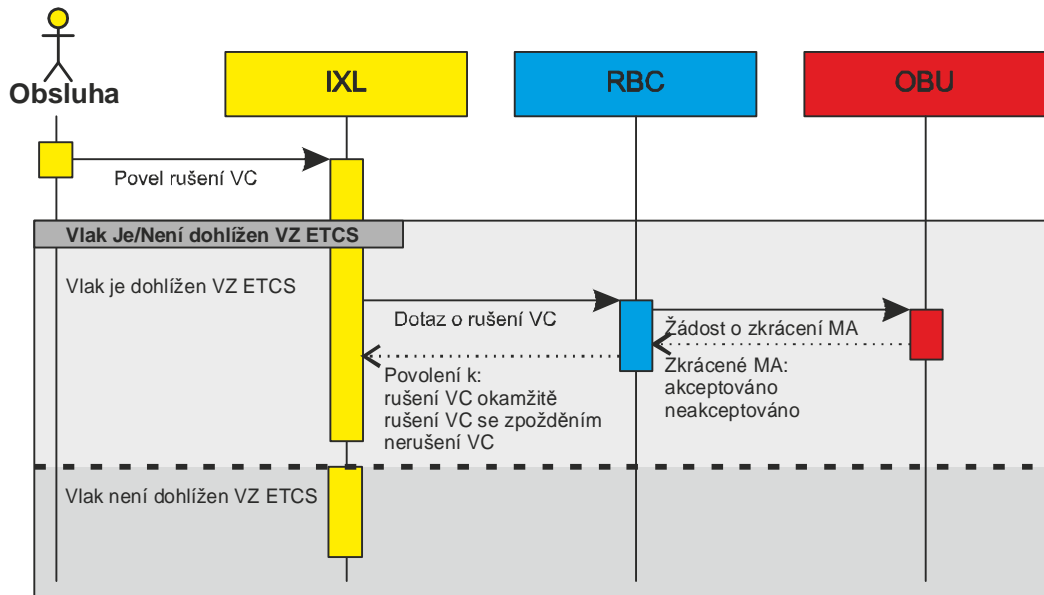 Obsluha
IXL
RBC
OBU
Povel rušení VC
Vlak Je/Není dohlížen VZ ETCS
Vlak je dohlížen VZ ETCS
Dotaz o rušení VC
Žádost o zkrácení MA
Povolení k:
rušení VC okamžitě
rušení VC se zpožděním
nerušení VC
Zkrácené MA:
akceptováno
neakceptováno
Vlak není dohlížen VZ ETCS